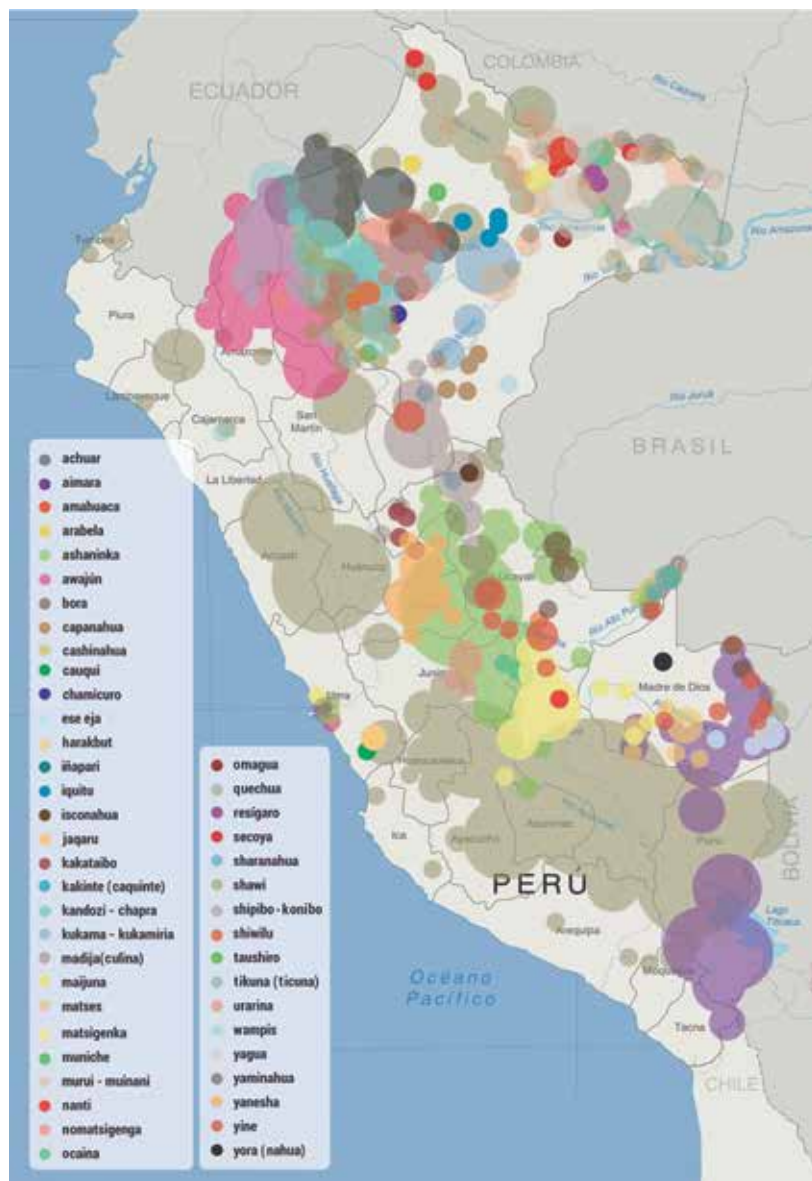 ECUADOR
COLOMBIA
Río Caquetá
Río Amazonas
Río Amazonas
Tumbes
Piura
Amazonas
Lambayeque
Cajamarca
San
Martín
Río Yuruá
BRASIL
La Libertad
Río Huallaga
Ancash
Huánuco
Ucayali
Río Alto Purús
Junín
Lima
Madre de Dios
Huancavelica
Ica
Ayacucho
Apurímac
Puno
PERÚ
BOLIVIA
Lago
Titicaca
Arequipa
Moquegua
Océano
Pacífico
Tacna
CHILE
achuar
aimara
amahuaca
arabela
ashaninka
awajún
bora
capanahua
cashinahua
cauqui
chamicuro
ese eja
harakbut
iñapari
iquitu
isconahua
jaqaru
kakataibo
kakinte (caquinte)
kandozi - chapra
kukama - kukamiria
madija(culina)
maijuna
matses
matsigenka
muniche
murui - muinani
nanti
nomatsigenga
ocaina
omagua
quechua
resígaro
secoya
sharanahua
shawi
shipibo-konibo
shiwilu
taushiro
tikuna (ticuna)
urarina
wampis
yagua
yaminahua
yanesha
yine
yora (nahua)